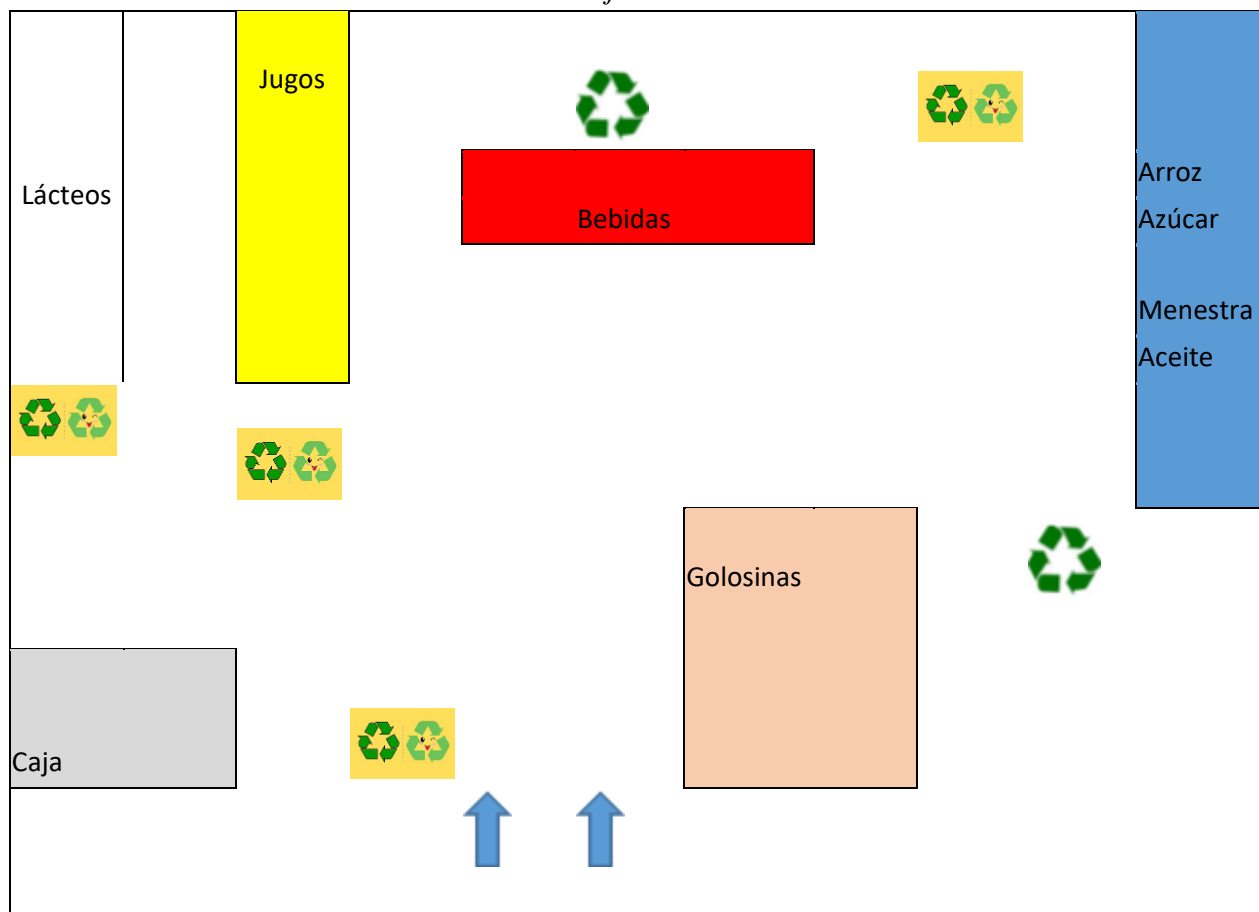 Jugos
Lácteos
Bebidas
Arroz
Azúcar
Menestra
Aceite
Golosinas
Caja